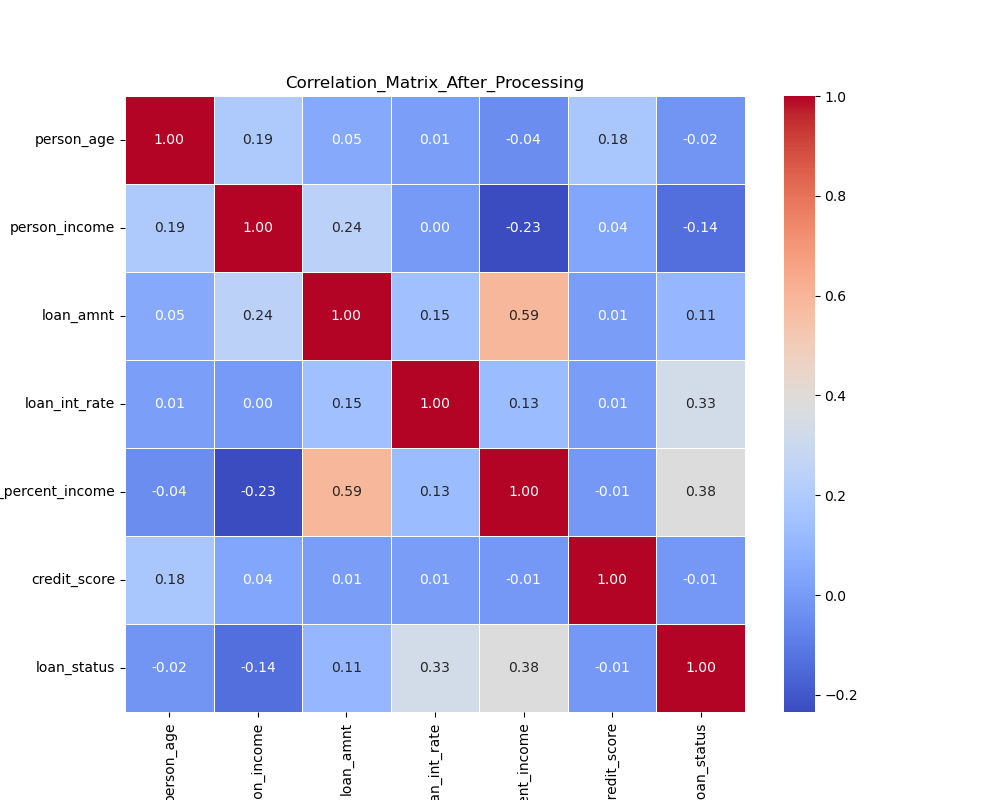 Correlation_Matrix_After_Processing
person_age 1.00 0.19 0.05 0.01 -0.04 0.18 -0.02
person_income 0.19 1.00 0.24 0.00 -0.23 0.04 -0.14
loan_amnt 0.05 0.24 1.00 0.15 0.59 0.01 0.11
loan_int_rate 0.01 0.00 0.15 1.00 0.13 0.01 0.33
_percent_income -0.04 -0.23 0.59 0.13 1.00 -0.01 0.38
credit_score 0.18 0.04 0.01 0.01 -0.01 1.00 -0.01
loan_status -0.02 -0.14 0.11 0.33 0.38 -0.01 1.00
person_age
on_income
loan_amnt
an_int_rate
ent_income
redit_score
oan_status
1.0
0.8
0.6
0.4
0.2
0.0
−0.2